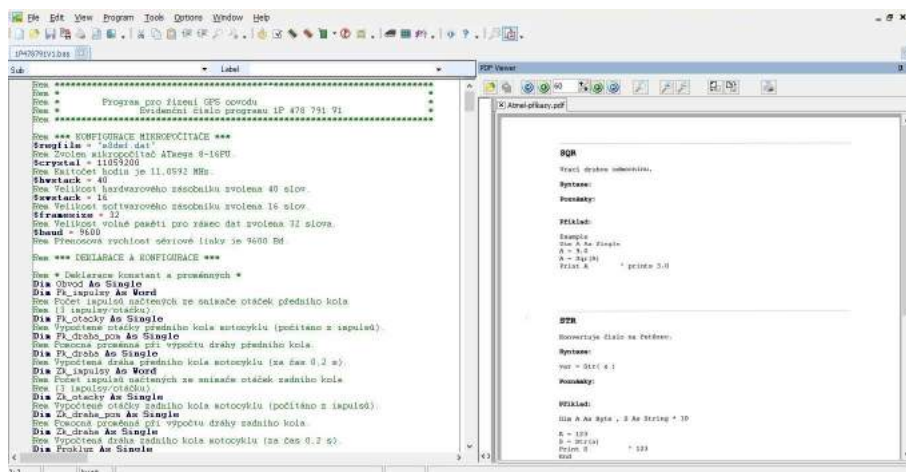 File Edit View Program Tools Options Window Help
1P478791V1.bas
Sub
Label
Rem *
Rem * Program pro řízení GPS obvodu *
Rem * Evidenční číslo programu 1P 478 791 V1 *
Rem *** KONFIGURACE MIKROPOČÍTAČE ***
$regfile = "m8def.dat"
Rem Zvolen mikropočítač ATmega 8-16PU.
$crystal = 11059200
Rem Kmitočet hodin je 11.0592 MHz.
$hwstack = 40
Rem Velikost hardwarového zásobníku zvolena 40 slov.
$swstack = 16
Rem Velikost softwarového zásobníku zvolena 16 slov.
$framesize = 32
Rem Velikost volné paměti pro rámec dat zvolena 32 slova.
$baud = 9600
Rem Přenosová rychlost sériové linky je 9600 Bd.
Rem *** DEKLARACE A KONFIGURACE ***
Rem * Deklarace konstant a proměnných *
Dim Obvod As Single
Dim Pk_impulsy As Word
Rem Počet impulsů načtených ze snímače otáček předního kola
Rem (3 impulsy/otáčku).
Dim Pk_otacky As Single
Rem Vypočtené otáčky předního kola motocyklu (počítáno z impulsů).
Dim Pk_draha_pom As Single
Rem Pomocná proměnná při výpočtu dráhy předního kola.
Dim Pk_draha As Single
Rem Vypočtená dráha předního kola motocyklu (za čas 0.2 s).
Dim Zk_impulsy As Word
Rem Počet impulsů načtených ze snímače otáček zadního kola
Rem (3 impulsy/otáčku).
Dim Zk_otacky As Single
Rem Vypočtené otáčky zadního kola motocyklu (počítáno z impulsů).
Dim Zk_draha_pom As Single
Rem Pomocná proměnná při výpočtu dráhy zadního kola.
Dim Zk_draha As Single
Rem Vypočtená dráha zadního kola motocyklu (za čas 0.2 s).
Dim Prokluz As Single
PDF Viewer
60
Atmel-příkazy.pdf
SQR
Vrací druhou odmocninu.
Syntaxe:
Poznámky:
Příklad:
Example
Dim A As Single
A = 9.0
A = Sqr(A)
Print A ' prints 3.0
STR
Konvertuje číslo na řetězec.
Syntaxe:
var = Str( x )
Poznámky:
Příklad:
Dim A As Byte , S As String * 10
A = 123
S = Str(a)
Print S ' 123
End